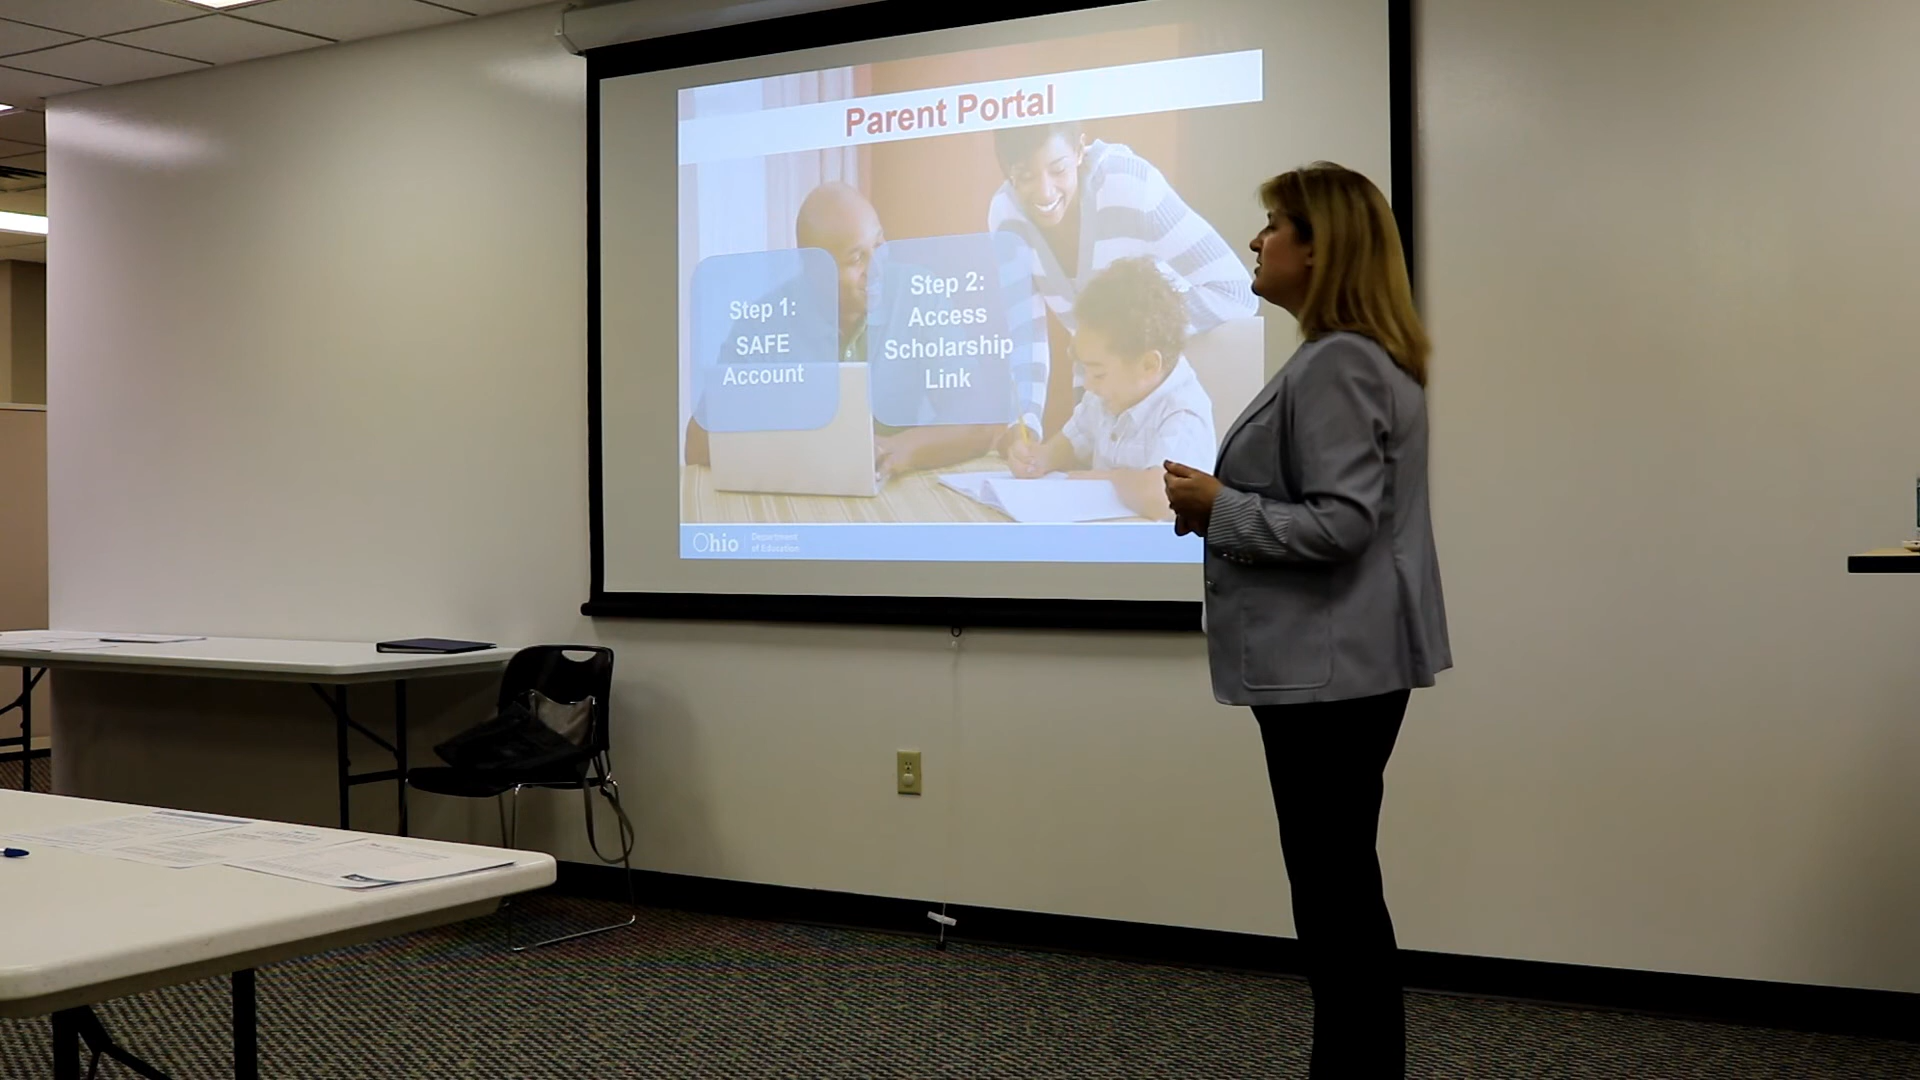 Parent Portal
Step 1:
SAFE
Account
Step 2:
Access
Scholarship
Link
Ohio
Department
of Education